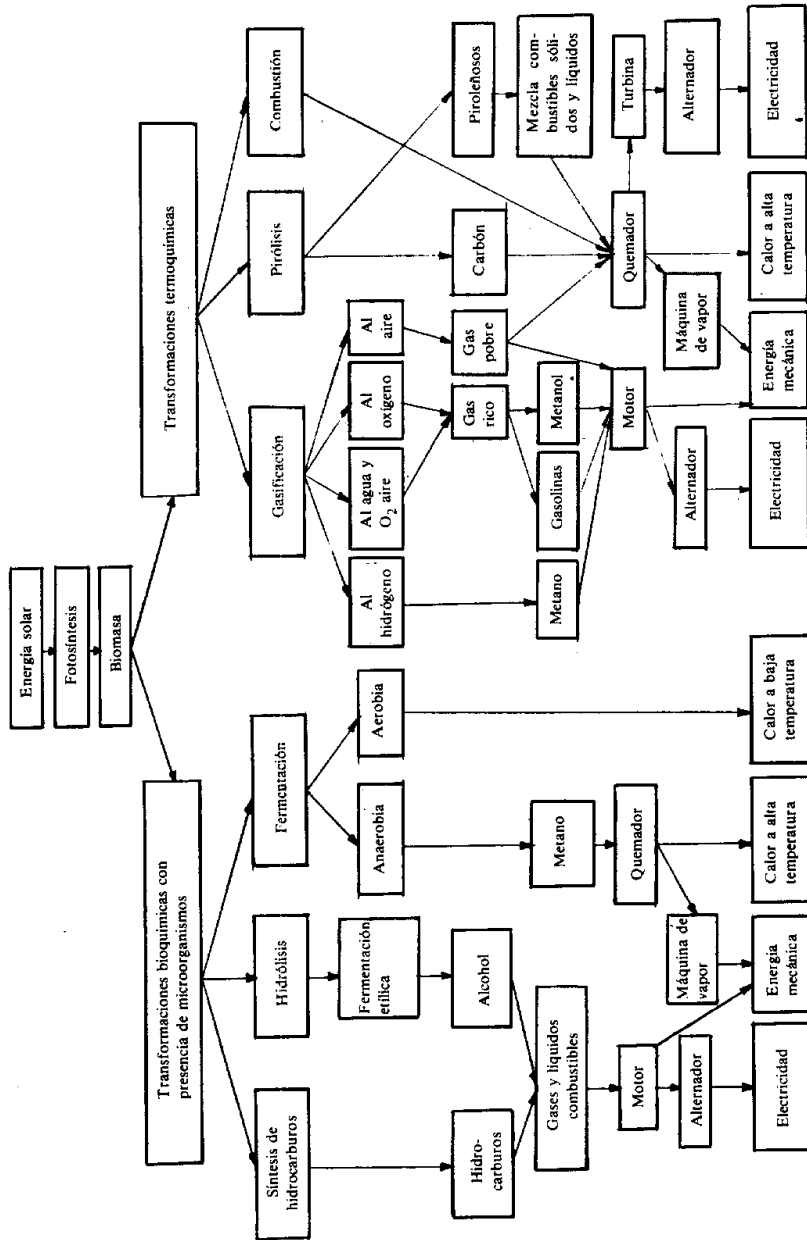 Energía solar
Fotosíntesis
Biomasa
Transformaciones bioquímicas con
presencia de microorganismos
Transformaciones termoquímicas
Síntesis de
hidrocarburos
Hidrólisis
Fermentación
Gasificación
Pirólisis
Combustión
Fermentación
etílica
Anaerobia
Aerobia
Al
hidrógeno
Al agua y
O₂ aire
Al
oxígeno
Al
aire
Hidro-
carburos
Alcohol
Gas
rico
Gas
pobre
Carbón
Piroleñosos
Gases y líquidos
combustibles
Metano
Metano
Gasolinas
Metanol
Mezcla com-
bustibles sóli-
dos y líquidos
Motor
Quemador
Motor
Quemador
Turbina
Alternador
Máquina de
vapor
Alternador
Máquina
de vapor
Alternador
Electricidad
Energía
mecánica
Calor a alta
temperatura
Calor a baja
temperatura
Electricidad
Energía
mecánica
Calor a alta
temperatura
Electricidad